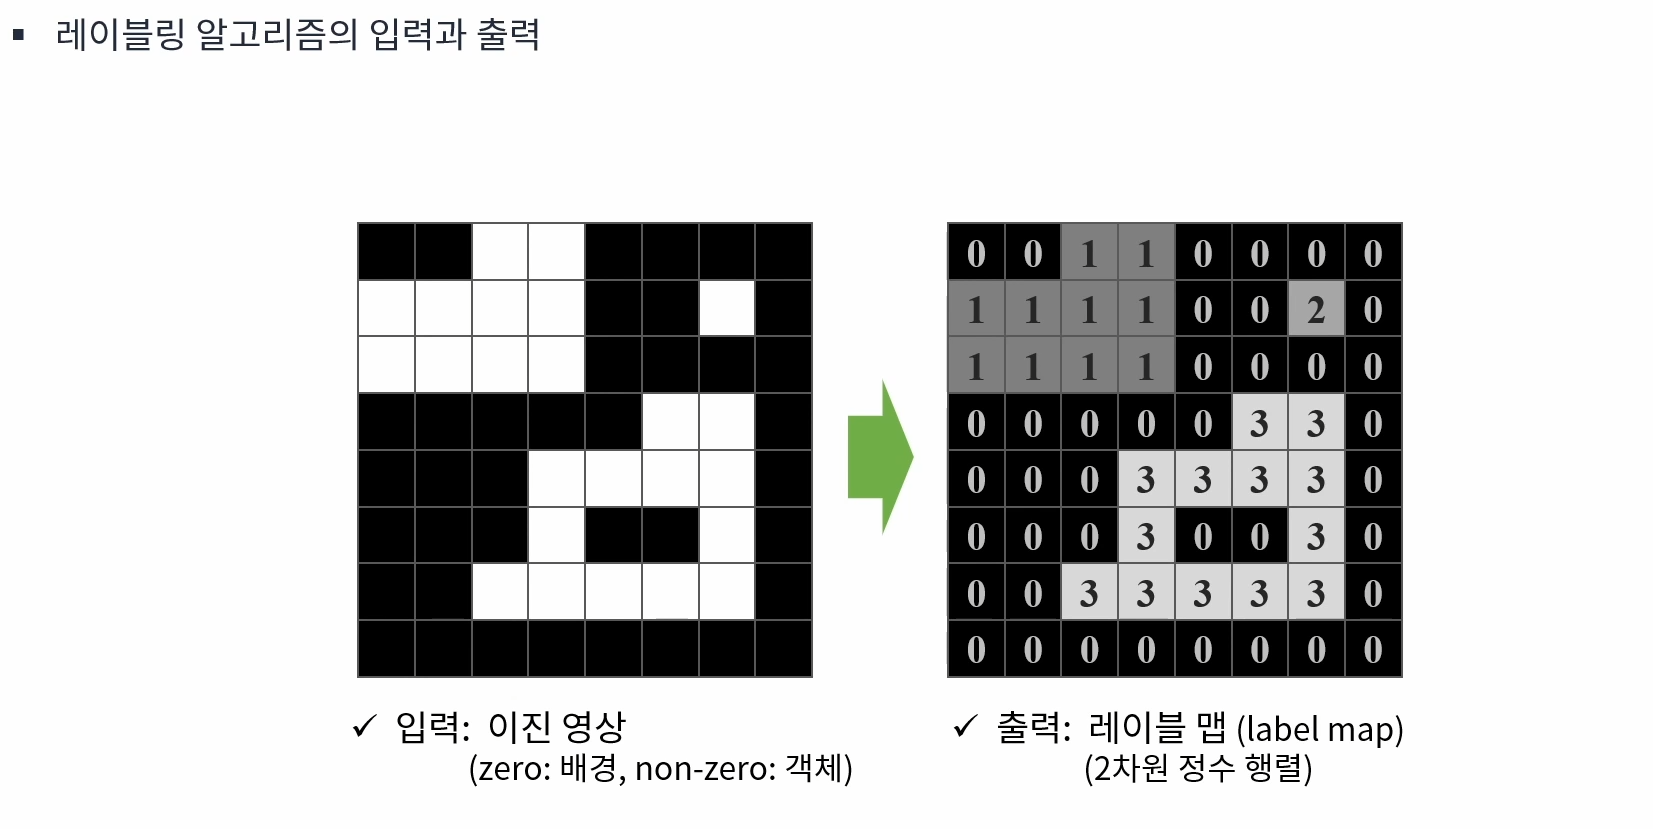 ▪ 레이블링 알고리즘의 입력과 출력
0 0 1 1 0 0 0 0
1 1 1 1 0 0 2 0
1 1 1 1 0 0 0 0
0 0 0 0 0 3 3 0
0 0 0 3 3 3 3 0
0 0 0 3 0 0 3 0
0 0 3 3 3 3 3 0
0 0 0 0 0 0 0 0
✓ 입력: 이진 영상
(zero: 배경, non-zero: 객체)
✓ 출력: 레이블 맵 (label map)
(2차원 정수 행렬)